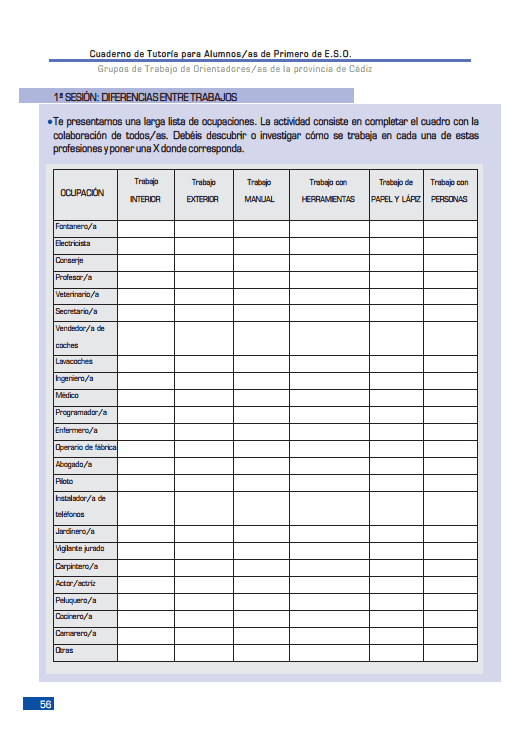 Cuaderno de Tutoría para Alumnos/as de Primero de E.S.O.
Grupos de Trabajo de Orientadores/as de la provincia de Cádiz
1ª SESIÓN: DIFERENCIAS ENTRE TRABAJOS
•Te presentamos una larga lista de ocupaciones. La actividad consiste en completar el cuadro con la
colaboración de todos/as. Debéis descubrir o investigar cómo se trabaja en cada una de estas
profesiones y poner una X donde corresponda.
OCUPACIÓN
Trabajo
INTERIOR
Trabajo
EXTERIOR
Trabajo
MANUAL
Trabajo con
HERRAMIENTAS
Trabajo de
PAPEL Y LÁPIZ
Trabajo con
PERSONAS
Fontanero/a
Electricista
Conserje
Profesor/a
Veterinario/a
Secretario/a
Vendedor/a de
coches
Lavacoches
Ingeniero/a
Médico
Programador/a
Enfermero/a
Operario de fábrica
Abogado/a
Piloto
Instalador/a de
teléfonos
Jardinero/a
Vigilante jurado
Carpintero/a
Actor/actriz
Peluquero/a
Cocinero/a
Camarero/a
Otras
56